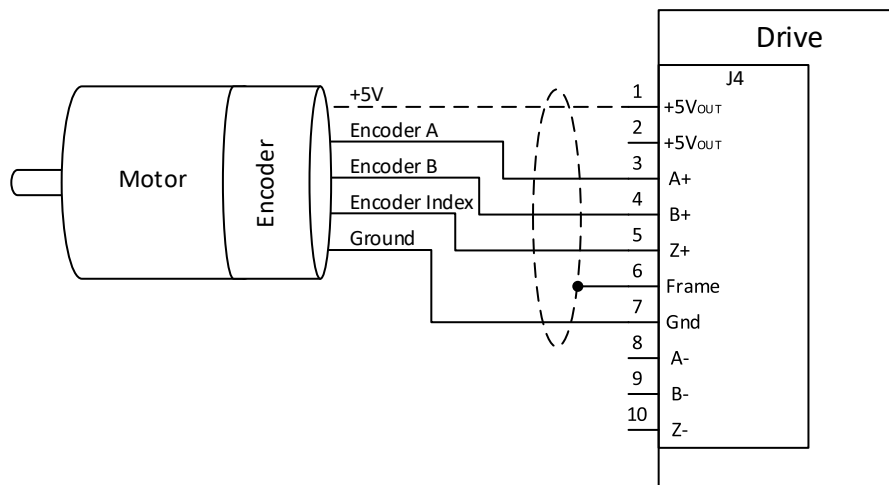 Drive
J4
Motor
Encoder
+5V
Encoder A
Encoder B
Encoder Index
Ground
1
+5VOUT
2
+5VOUT
3
A+
4
B+
5
Z+
6
Frame
7
Gnd
8
A-
9
B-
10
Z-